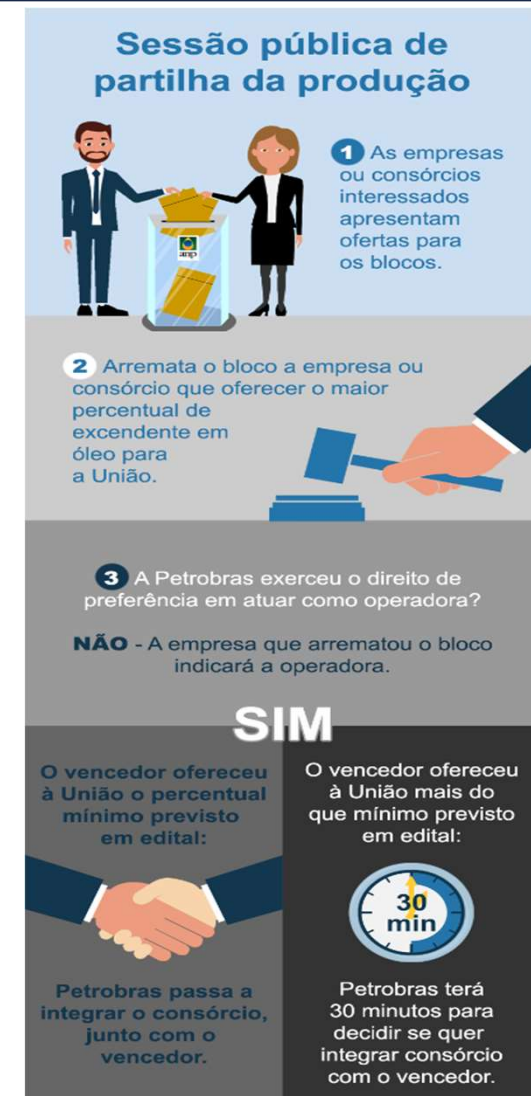 Sessão pública de
partilha da produção
1 As empresas
ou consórcios
interessados
apresentam
ofertas para
os blocos.
anp
2 Arremata o bloco a empresa ou
consórcio que oferecer o maior
percentual de
excendente em
óleo para
a União.
3 A Petrobras exerceu o direito de
preferência em atuar como operadora?
NÃO - A empresa que arrematou o bloco
indicará a operadora.
SIM
O vencedor ofereceu
à União o percentual
mínimo previsto
em edital:
Petrobras passa a
integrar o consórcio,
junto com o
vencedor.
O vencedor ofereceu
à União mais do
que mínimo previsto
em edital:
30
min
Petrobras terá
30 minutos para
decidir se quer
integrar consórcio
com o vencedor.